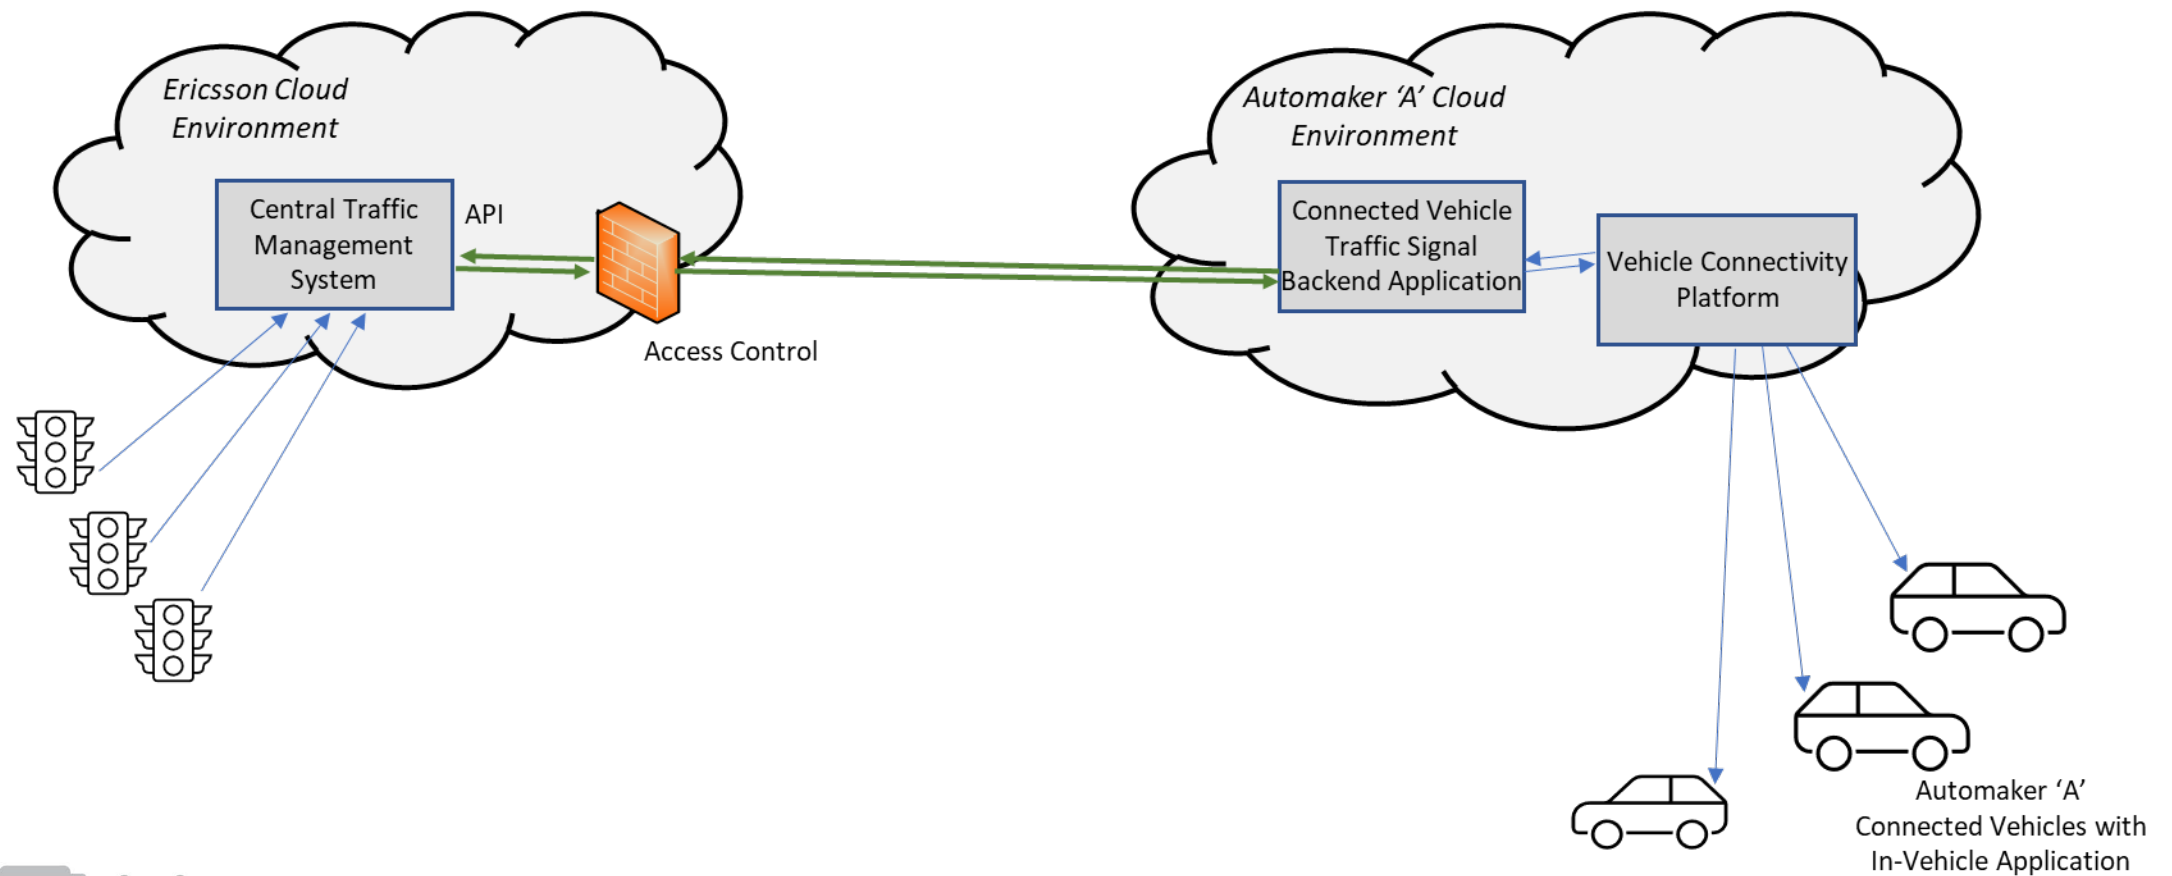 Ericsson Cloud
Environment
Central Traffic
Management
System
API
Access Control
Automaker ‘A’ Cloud
Environment
Connected Vehicle
Traffic Signal
Backend Application
Vehicle Connectivity
Platform
Automaker ‘A’
Connected Vehicles with
In-Vehicle Application